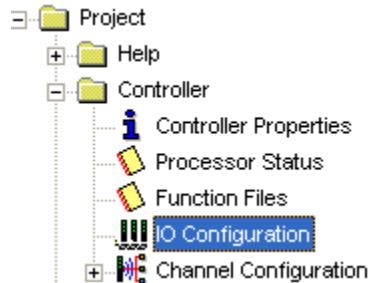 Project
Help
Controller
Controller Properties
Processor Status
Function Files
IO Configuration
Channel Configuration